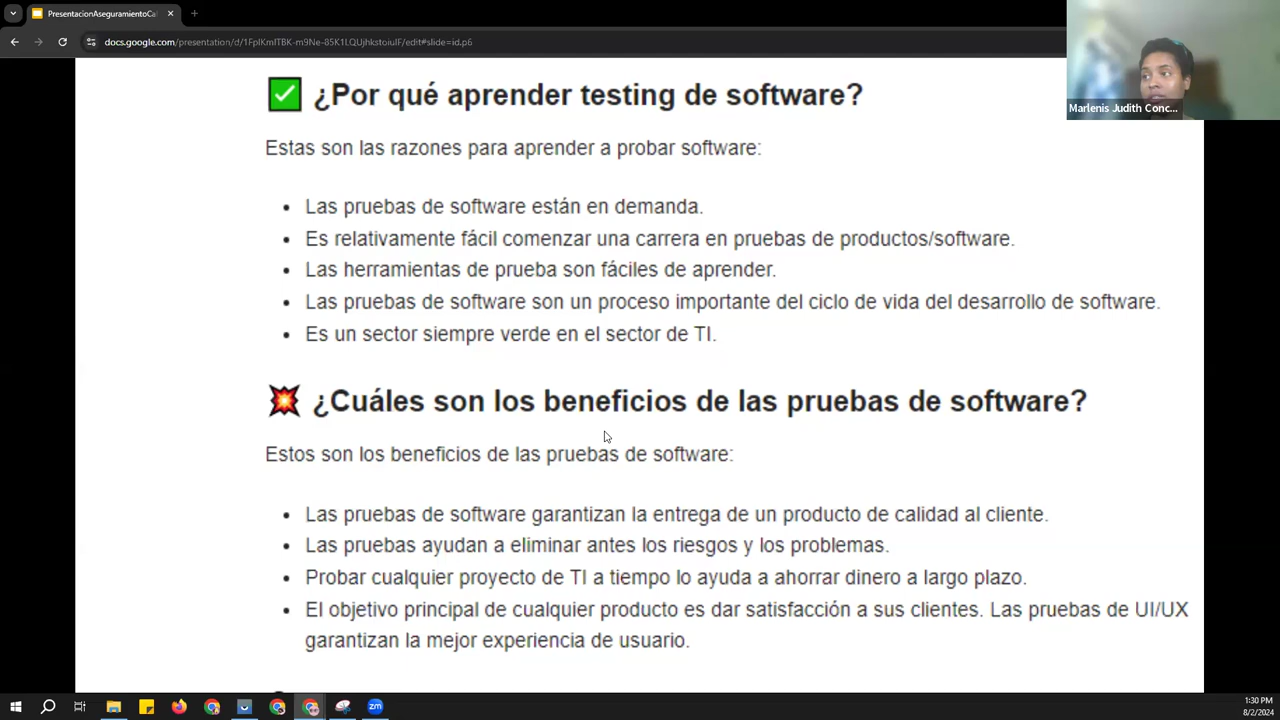 PresentacionAseguramientoCal
docs.google.com/presentation/d/1FpIKmITBK-m9Ne-85K1LQUjhkstoiuIF/edit#slide=id.p6
Marlenis Judith Conc...
¿Por qué aprender testing de software?
Estas son las razones para aprender a probar software:
• Las pruebas de software están en demanda.
• Es relativamente fácil comenzar una carrera en pruebas de productos/software.
• Las herramientas de prueba son fáciles de aprender.
• Las pruebas de software son un proceso importante del ciclo de vida del desarrollo de software.
• Es un sector siempre verde en el sector de TI.
¿Cuáles son los beneficios de las pruebas de software?
Estos son los beneficios de las pruebas de software:
• Las pruebas de software garantizan la entrega de un producto de calidad al cliente.
• Las pruebas ayudan a eliminar antes los riesgos y los problemas.
• Probar cualquier proyecto de TI a tiempo lo ayuda a ahorrar dinero a largo plazo.
• El objetivo principal de cualquier producto es dar satisfacción a sus clientes. Las pruebas de UI/UX
garantizan la mejor experiencia de usuario.
zm
1:30 PM
8/2/2024